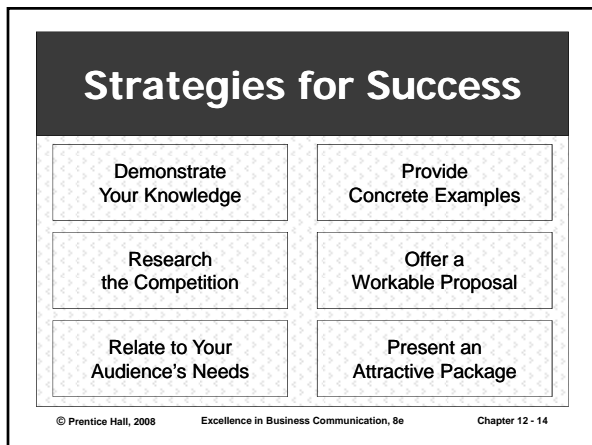 Strategies for Success
Demonstrate
Your Knowledge
Provide
Concrete Examples
Research
the Competition
Offer a
Workable Proposal
Relate to Your
Audience's Needs
Present an
Attractive Package
© Prentice Hall, 2008 Excellence in Business Communication, 8e Chapter 12 - 14